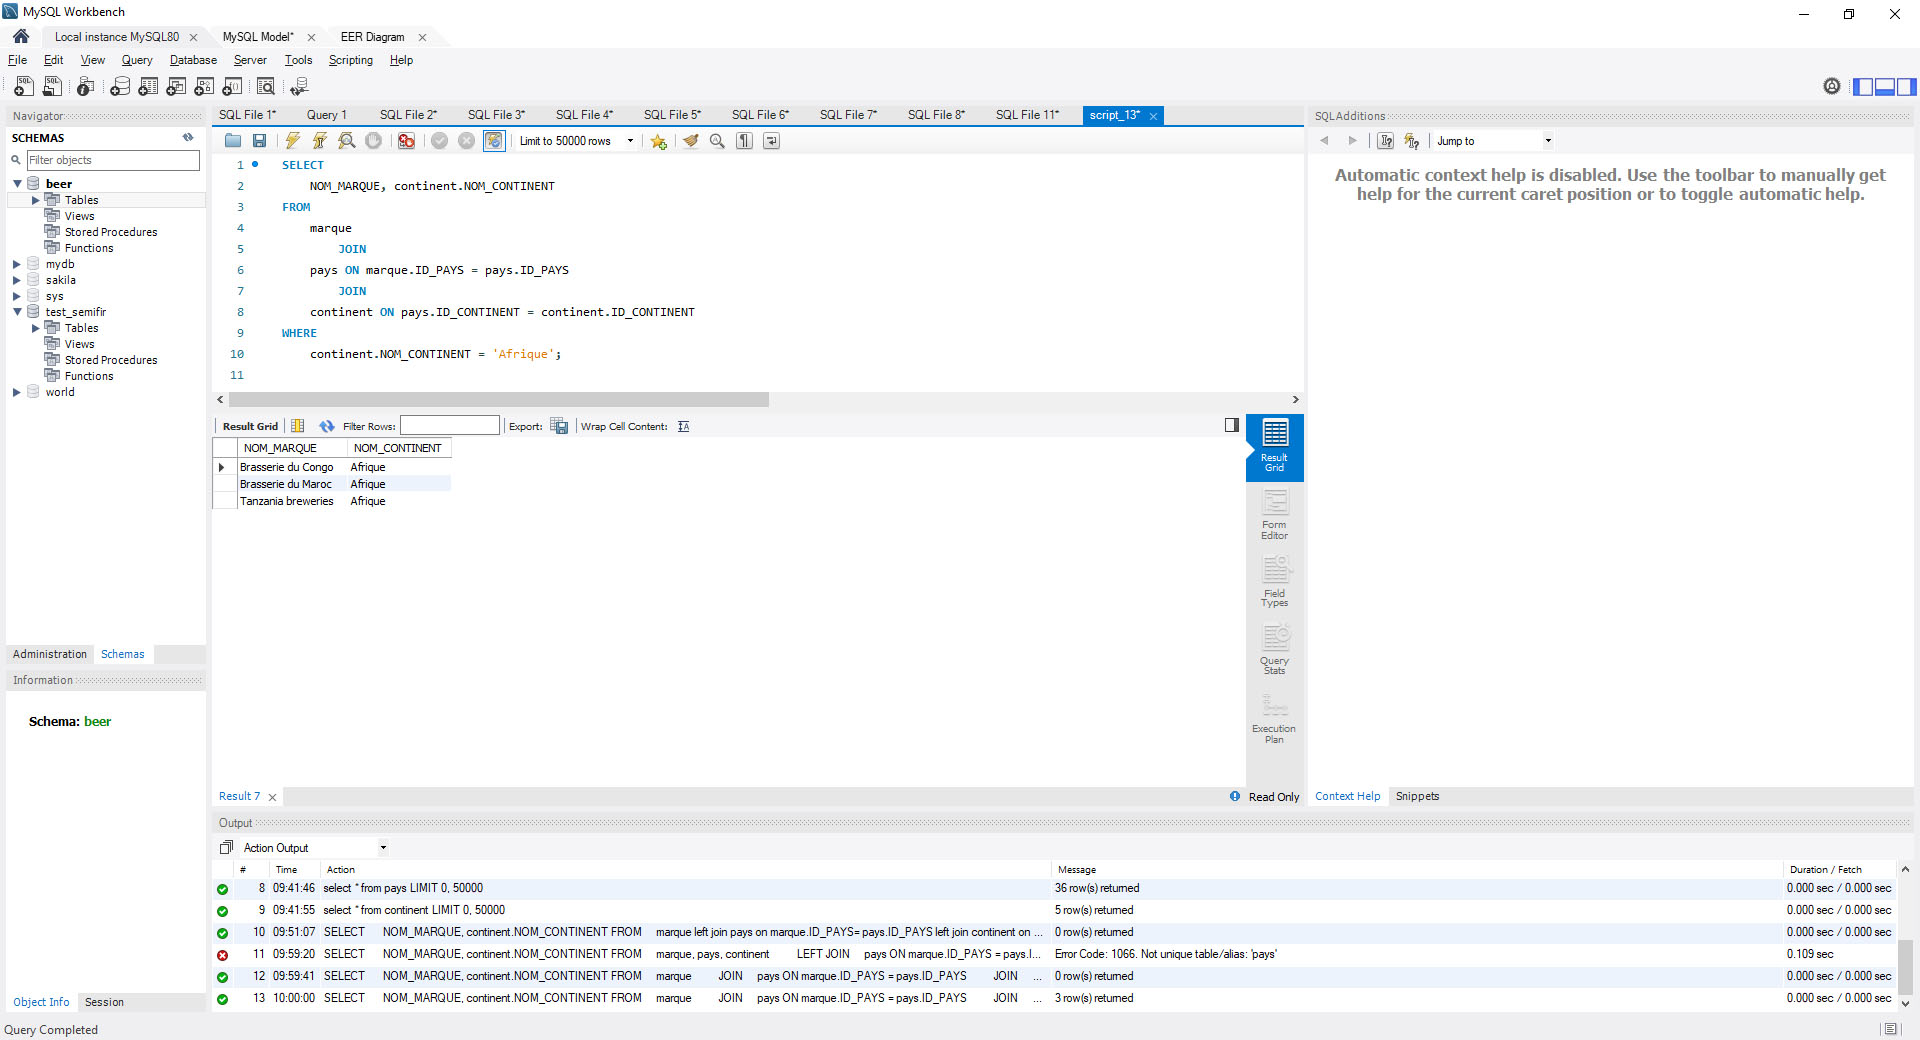 MySQL Workbench
Local instance MySQL80
MySQL Model*
EER Diagram
File Edit View Query Database Server Tools Scripting Help
Navigator
SCHEMAS
Filter objects
beer
Tables
Views
Stored Procedures
Functions
mydb
sakila
sys
test_semifir
Tables
Views
Stored Procedures
Functions
world
Administration Schemas
Information
Schema: beer
Object Info Session
SQL File 1* Query 1 SQL File 2* SQL File 3* SQL File 4* SQL File 5* SQL File 6* SQL File 7* SQL File 8* SQL File 11* script_13*
Limit to 50000 rows
1 SELECT
2 NOM_MARQUE, continent.NOM_CONTINENT
3 FROM
4 marque
5 JOIN
6 pays ON marque.ID_PAYS = pays.ID_PAYS
7 JOIN
8 continent ON pays.ID_CONTINENT = continent.ID_CONTINENT
9 WHERE
10 continent.NOM_CONTINENT = 'Afrique';
11
Result Grid Filter Rows: Export: Wrap Cell Content:
NOM_MARQUE NOM_CONTINENT
Brasserie du Congo Afrique
Brasserie du Maroc Afrique
Tanzania breweries Afrique
Result
Grid
Form
Editor
Field
Types
Query
Stats
Execution
Plan
Result 7
Read Only
SQLAdditions
Jump to
Automatic context help is disabled. Use the toolbar to manually get
help for the current caret position or to toggle automatic help.
Context Help Snippets
Output
Action Output
# Time Action Message Duration / Fetch
8 09:41:46 select * from pays LIMIT 0, 50000 36 row(s) returned 0.000 sec / 0.000 sec
9 09:41:55 select * from continent LIMIT 0, 50000 5 row(s) returned 0.000 sec / 0.000 sec
10 09:51:07 SELECT NOM_MARQUE, continent.NOM_CONTINENT FROM marque left join pays on marque.ID_PAYS= pays.ID_PAYS left join continent on ... 0 row(s) returned 0.000 sec / 0.000 sec
11 09:59:20 SELECT NOM_MARQUE, continent.NOM_CONTINENT FROM marque, pays, continent LEFT JOIN pays ON marque.ID_PAYS = pays.I... Error Code: 1066. Not unique table/alias: 'pays' 0.109 sec
12 09:59:41 SELECT NOM_MARQUE, continent.NOM_CONTINENT FROM marque JOIN pays ON marque.ID_PAYS = pays.ID_PAYS JOIN ... 0 row(s) returned 0.000 sec / 0.000 sec
13 10:00:00 SELECT NOM_MARQUE, continent.NOM_CONTINENT FROM marque JOIN pays ON marque.ID_PAYS = pays.ID_PAYS JOIN ... 3 row(s) returned 0.000 sec / 0.000 sec
Query Completed